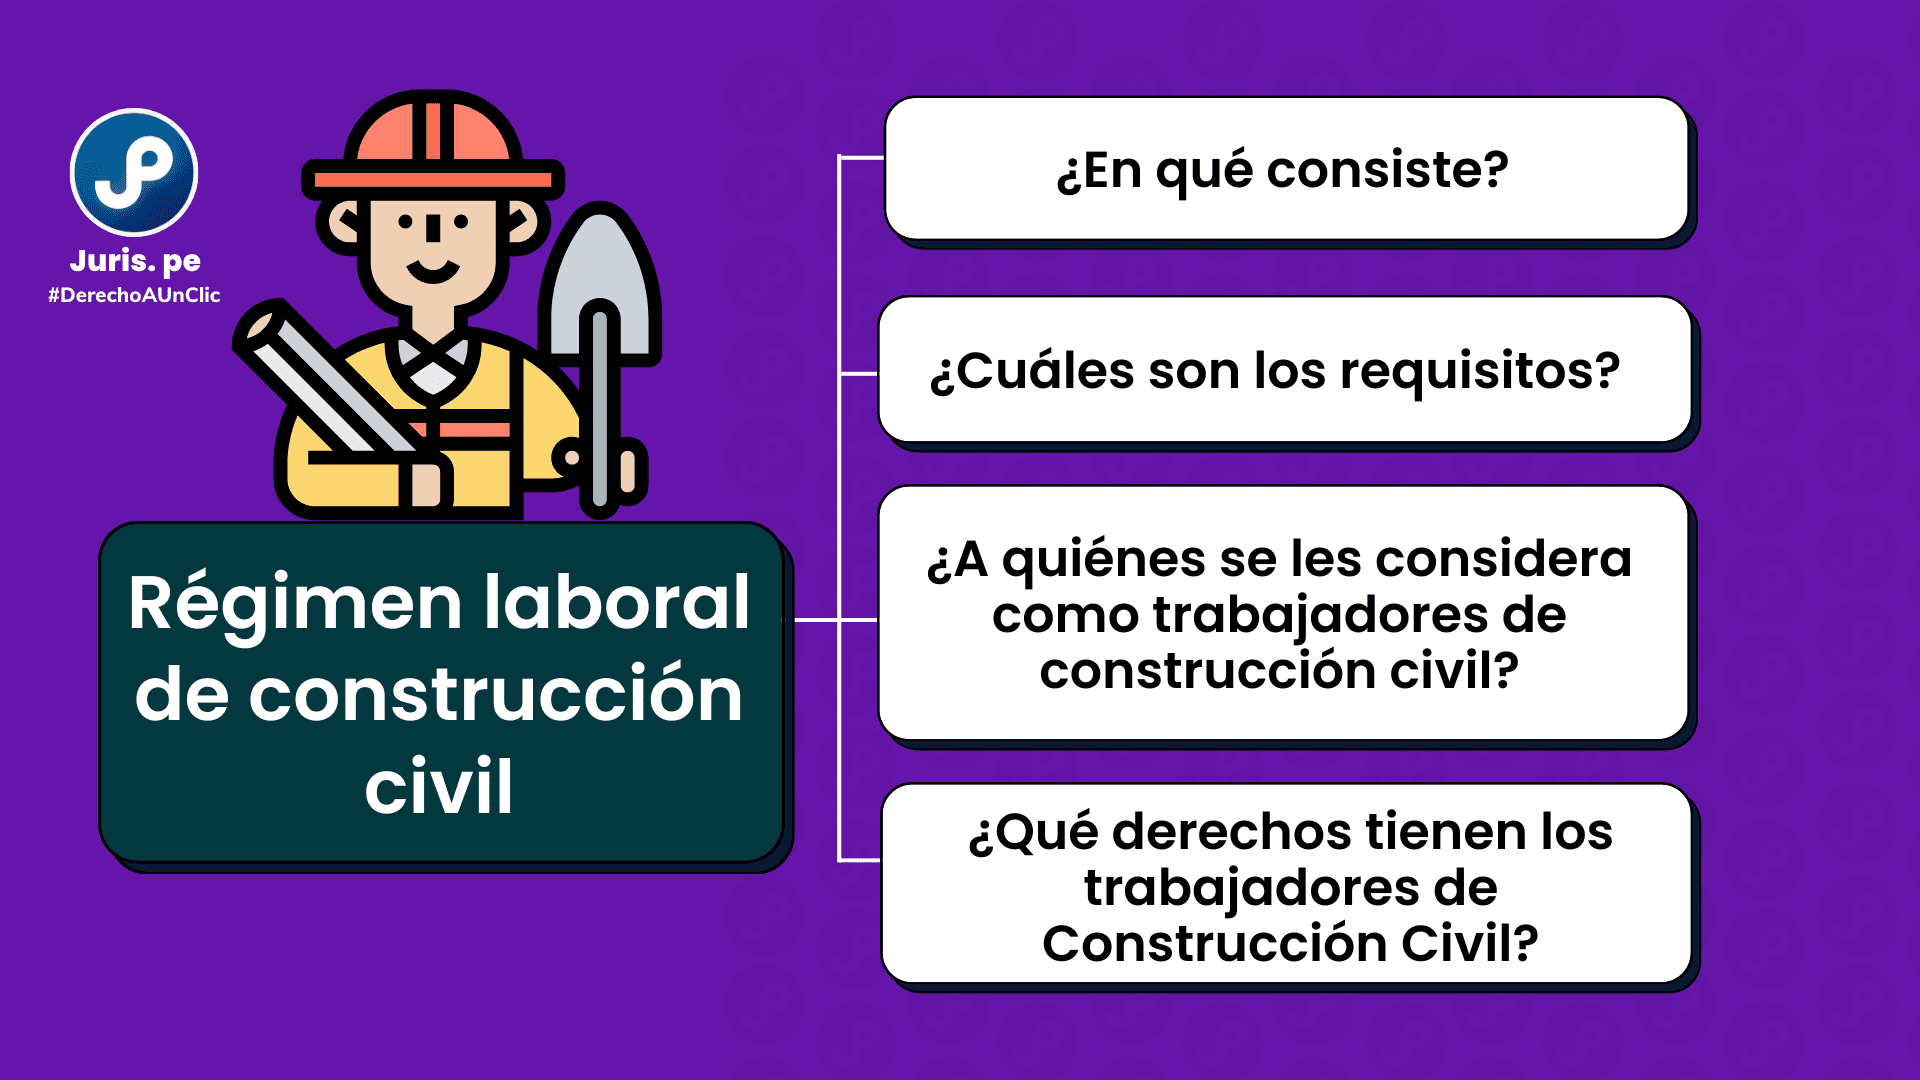 Juris. pe
#DerechoAUnClic
Régimen laboral
de construcción
civil
¿En qué consiste?
¿Cuáles son los requisitos?
¿A quiénes se les considera
como trabajadores de
construcción civil?
¿Qué derechos tienen los
trabajadores de
Construcción Civil?